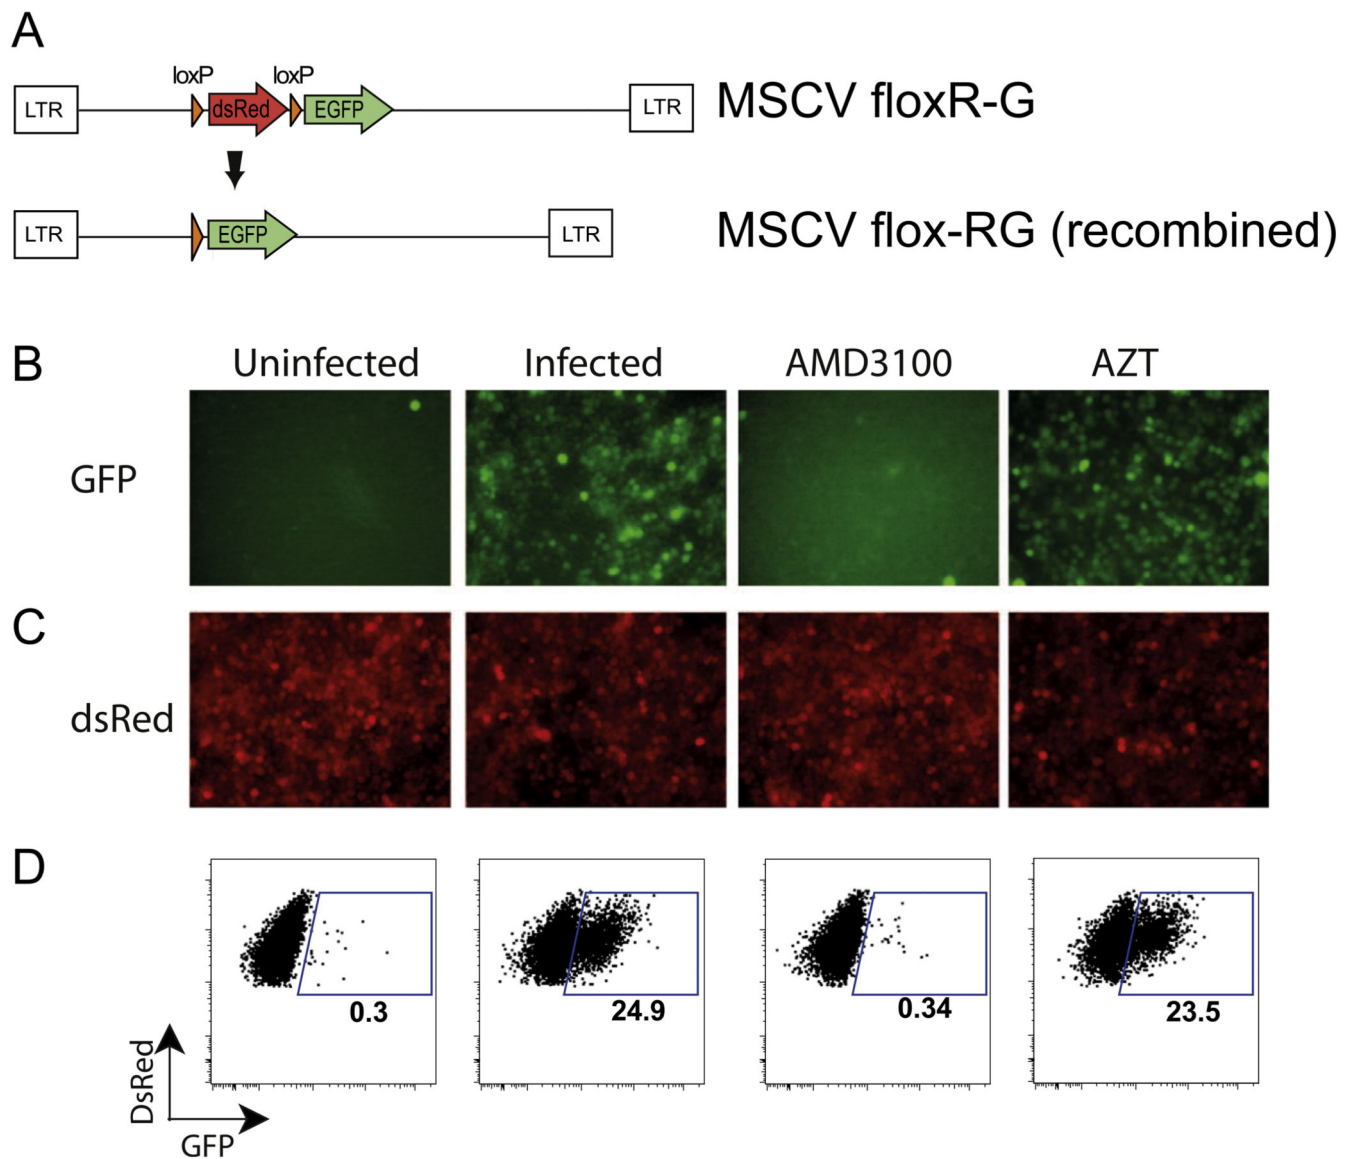 A
loxP loxP
LTR dsRed EGFP LTR MSCV floxR-G
LTR EGFP LTR MSCV flox-RG (recombined)
B Uninfected Infected AMD3100 AZT
GFP
C
dsRed
D
0.3 24.9 0.34 23.5
DsRed
GFP